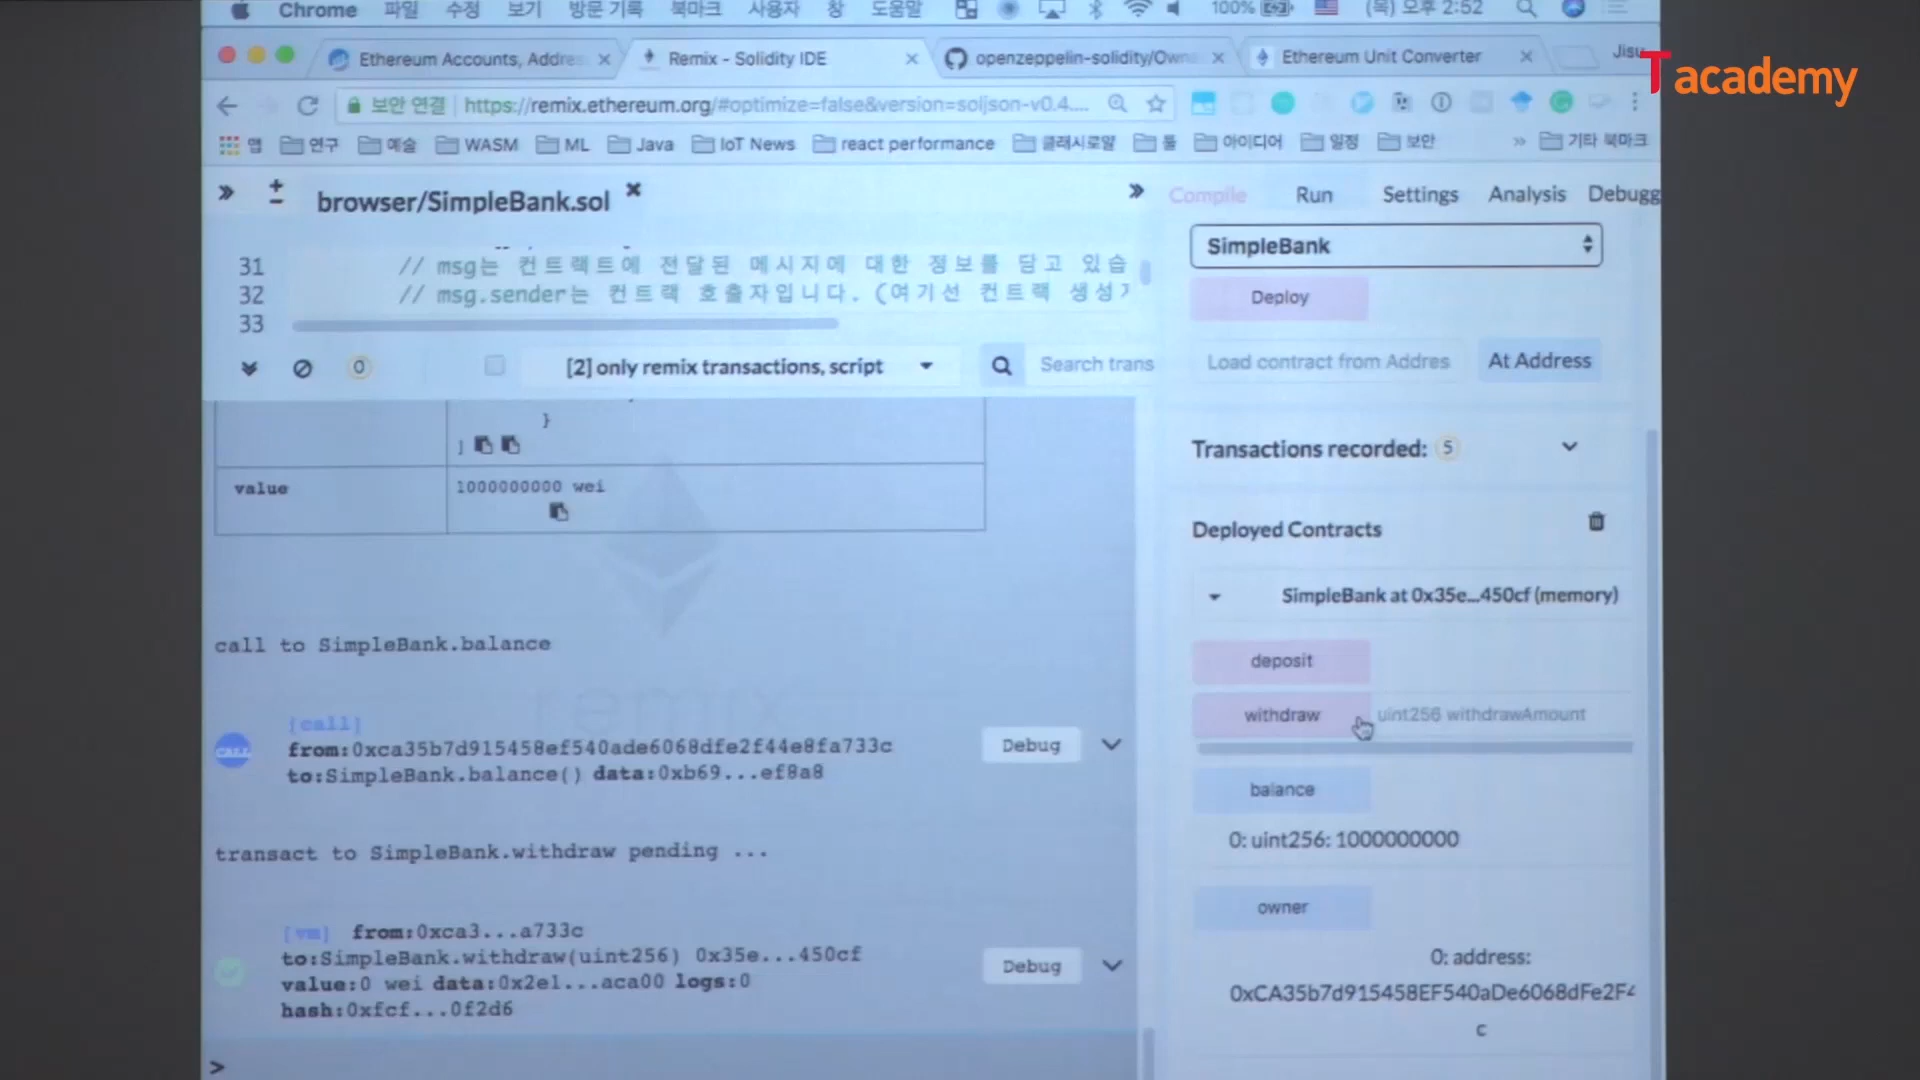 Chrome 파일 수정 보기 방문 기록 북마크 사용자 창 도움말 100% (목) 오후 2:52
Ethereum Accounts, Addres
Remix - Solidity IDE
openzeppelin-solidity/Own
Ethereum Unit Converter
Jisu
Tacademy
보안 연결 https://remix.ethereum.org/#optimize=false&version=soljson-v0.4....
앱 연구 예술 WASM ML Java IoT News react performance 클래시로얄 툴 아이디어 일정 보안 » 기타 북마크
browser/SimpleBank.sol
Compile Run Settings Analysis Debugg
31 // msg는 컨트랙트에 전달된 메시지에 대한 정보를 담고 있습
32 // msg.sender는 컨트랙 호출자입니다. (여기선 컨트랙 생성
33
SimpleBank
Deploy
0 [2] only remix transactions, script Search trans
Load contract from Addres At Address
}
]
value 1000000000 wei
Transactions recorded: 5
Deployed Contracts
SimpleBank at 0x35e...450cf (memory)
call to SimpleBank.balance
remix
deposit
withdraw uint256 withdrawAmount
CALL [call]
from:0xca35b7d915458ef540ade6068dfe2f44e8fa733c
to:SimpleBank.balance() data:0xb69...ef8a8
Debug
balance
0: uint256: 1000000000
transact to SimpleBank.withdraw pending ...
[vm] from:0xca3...a733c
to:SimpleBank.withdraw(uint256) 0x35e...450cf
value:0 wei data:0x2e1...aca00 logs:0
hash:0xfcf...0f2d6
Debug
owner
0: address:
0xCA35b7d915458EF540aDe6068dFe2F4
c
>